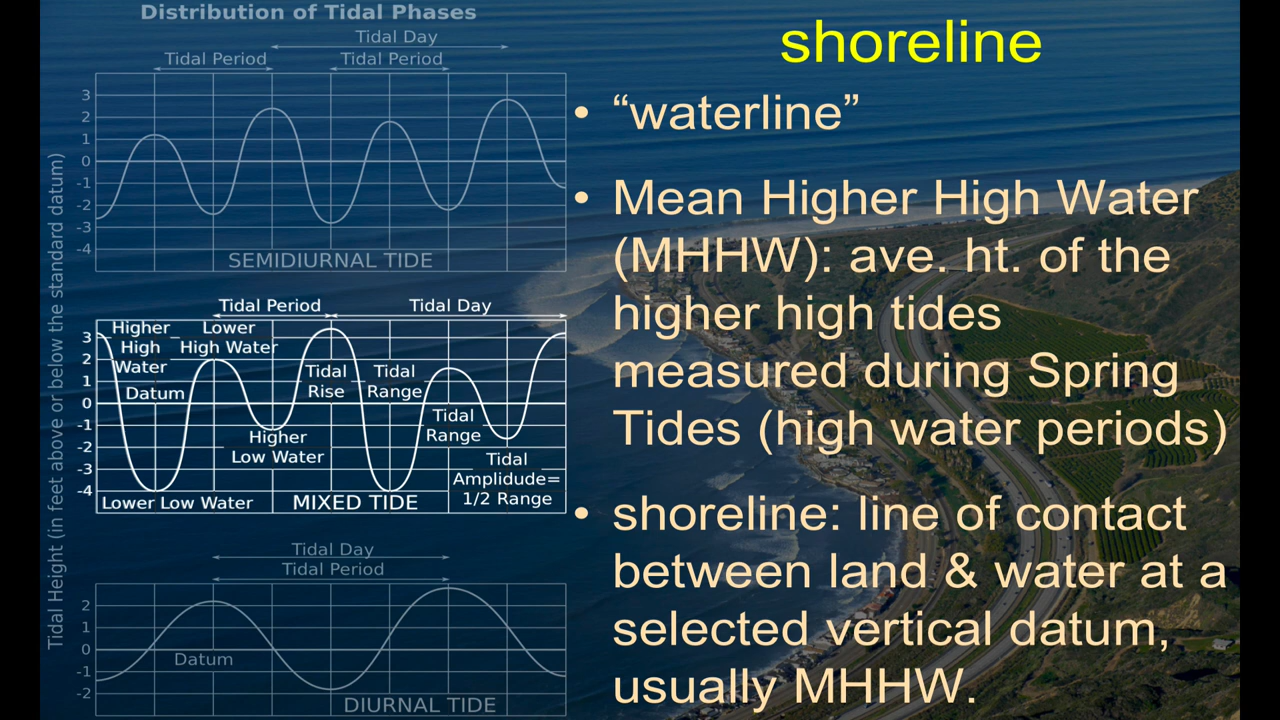 Distribution of Tidal Phases
Tidal Day
Tidal Period
Tidal Period
3
2
1
0
-1
-2
-3
-4
SEMIDIURNAL TIDE
Tidal Height (in feet above or below the standard datum)
Tidal Period
Tidal Day
Higher
High
Water
Lower
High Water
Tidal
Rise
Tidal
Range
Datum
Tidal
Range
Higher
Low Water
Tidal
Amplidude=
1/2 Range
3
2
1
0
-1
-2
-3
-4
Lower Low Water
MIXED TIDE
Tidal Day
Tidal Period
2
1
0
-1
-2
Datum
DIURNAL TIDE
shoreline
• “waterline”
• Mean Higher High Water
(MHHW): ave. ht. of the
higher high tides
measured during Spring
Tides (high water periods)
• shoreline: line of contact
between land & water at a
selected vertical datum,
usually MHHW.